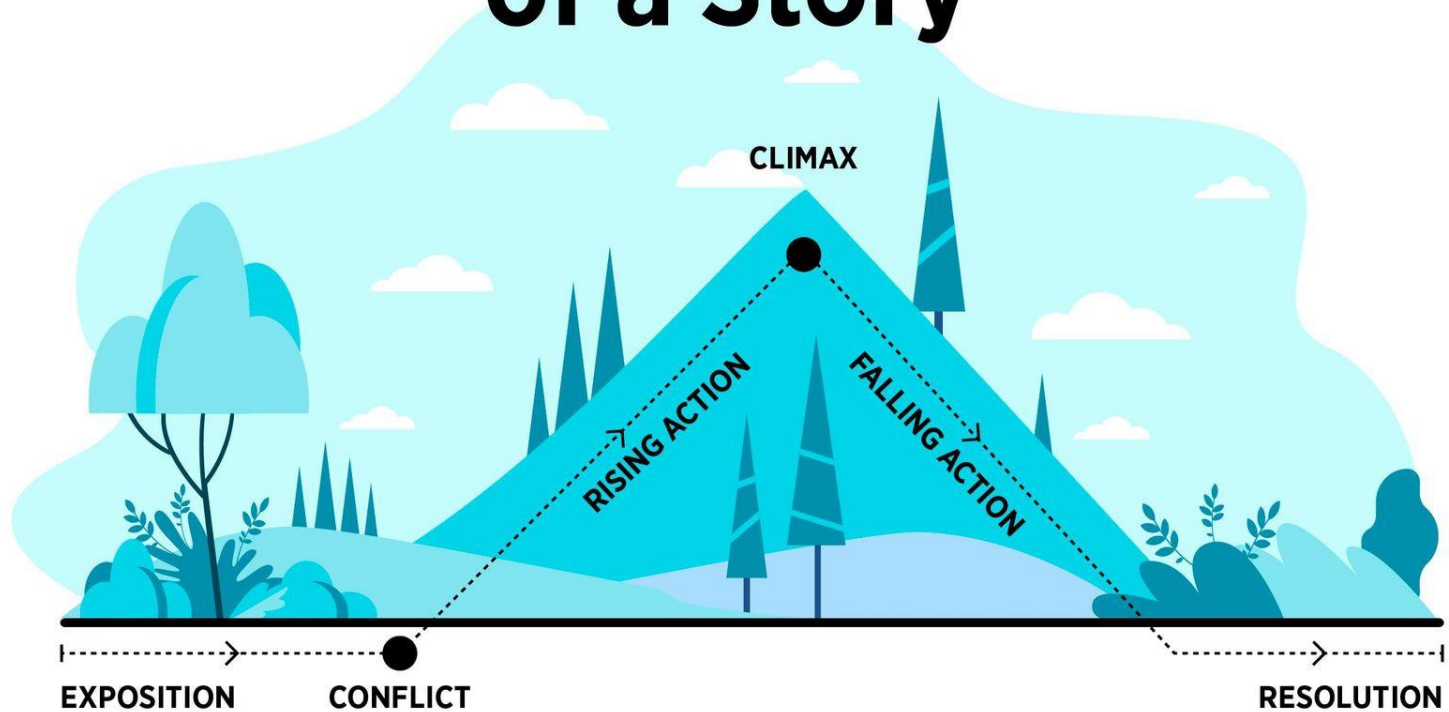 of a Story
CLIMAX
RISING ACTION
FALLING ACTION
EXPOSITION
CONFLICT
RESOLUTION